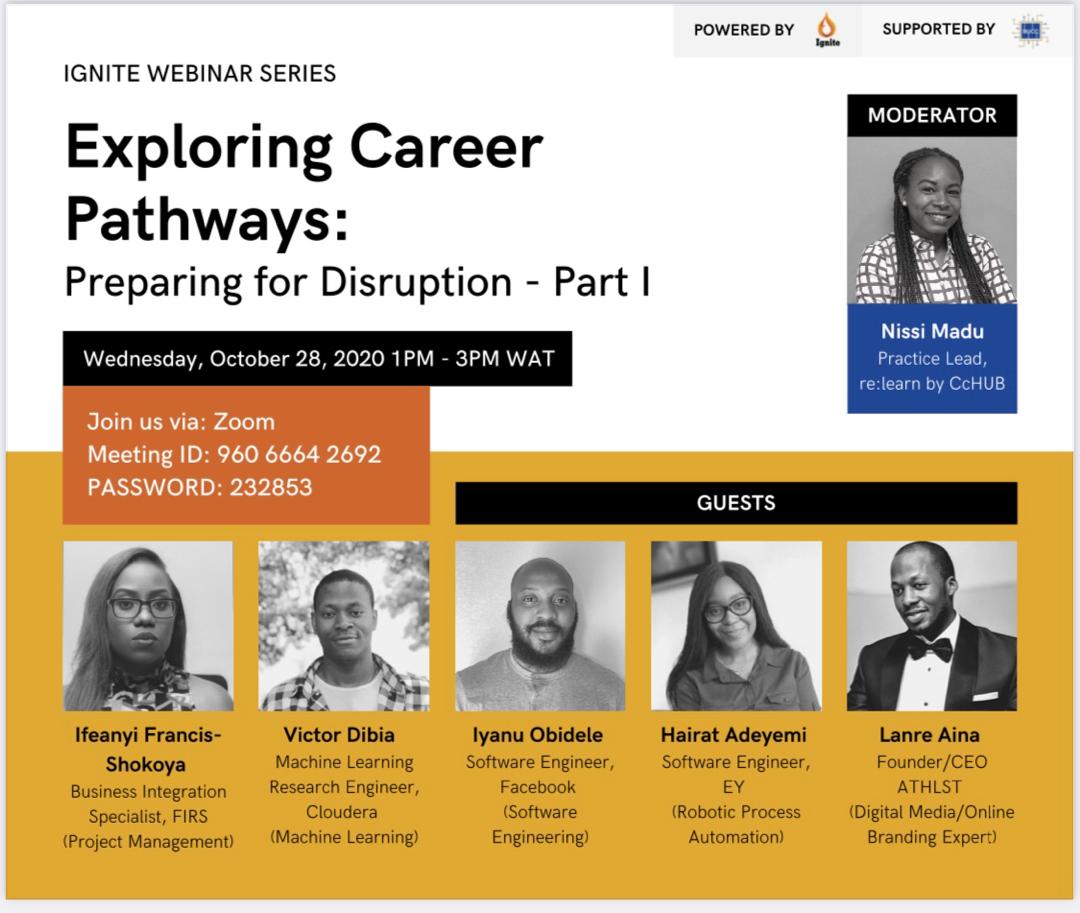 POWERED BY
Ignite
SUPPORTED BY
IGNITE WEBINAR SERIES
Exploring Career
Pathways:
Preparing for Disruption - Part I
Wednesday, October 28, 2020 1PM - 3PM WAT
Join us via: Zoom
Meeting ID: 960 6664 2692
PASSWORD: 232853
MODERATOR
Nissi Madu
Practice Lead,
re:learn by CcHUB
GUESTS
Ifeanyi Francis-
Shokoya
Business Integration
Specialist, FIRS
(Project Management)
Victor Dibia
Machine Learning
Research Engineer,
Cloudera
(Machine Learning)
Iyanu Obidele
Software Engineer,
Facebook
(Software
Engineering)
Hairat Adeyemi
Software Engineer,
EY
(Robotic Process
Automation)
Lanre Aina
Founder/CEO
ATHLST
(Digital Media/Online
Branding Expert)